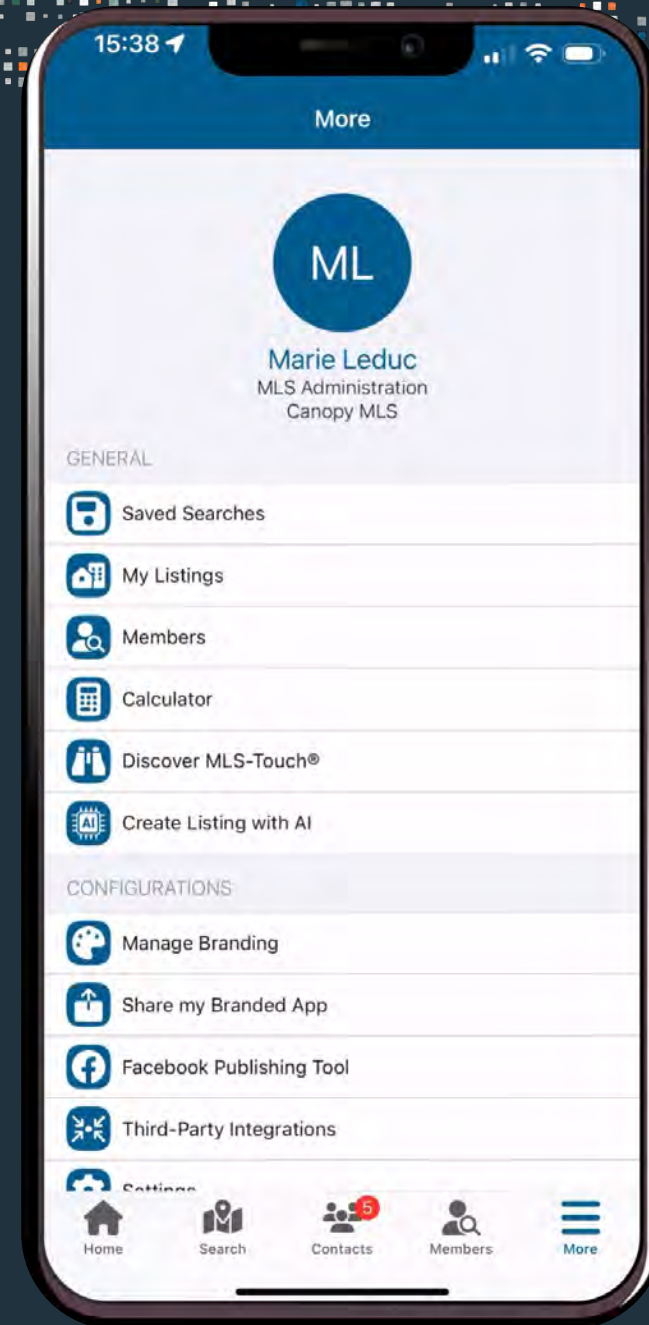 15:38
More
ML
Marie Leduc
MLS Administration
Canopy MLS
GENERAL
Saved Searches
My Listings
Members
Calculator
Discover MLS-Touch®
AI
Create Listing with AI
CONFIGURATIONS
Manage Branding
Share my Branded App
Facebook Publishing Tool
Third-Party Integrations
Settings
5
Home
Search
Contacts
Members
More